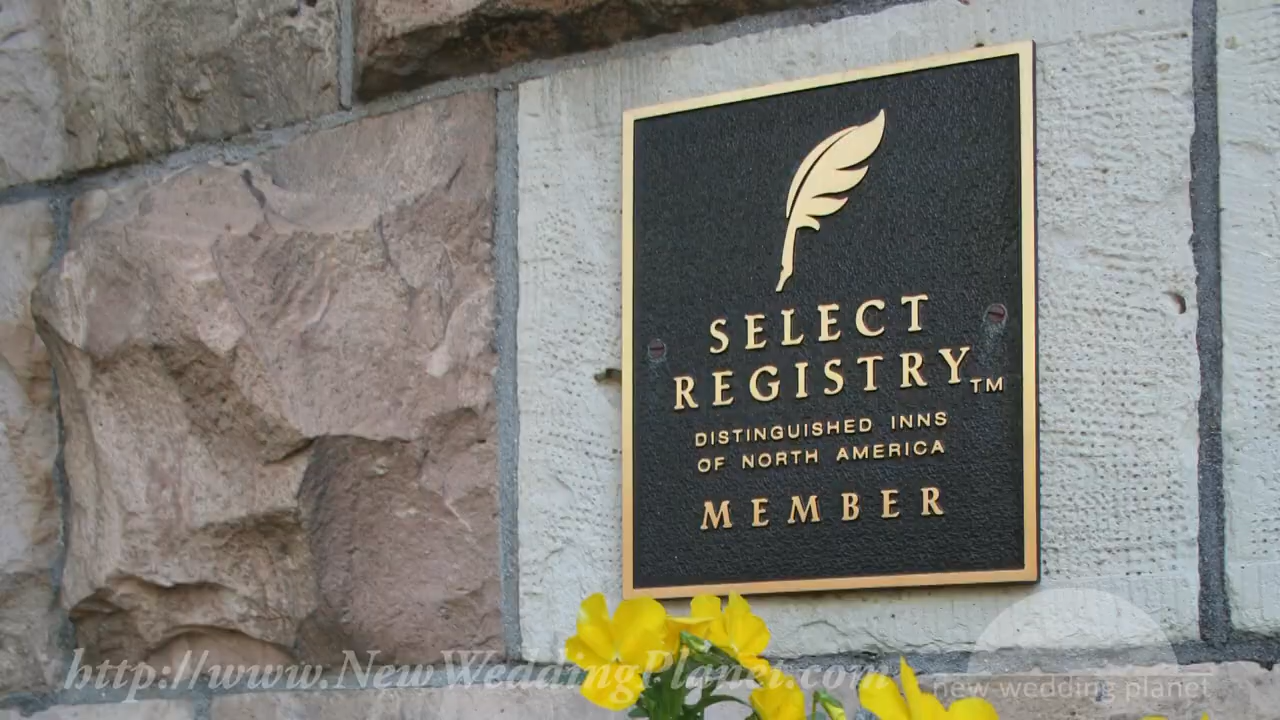 SELECT
REGISTRY™
DISTINGUISHED INNS
OF NORTH AMERICA
MEMBER
http://www.NewWeddingPlanet.com
new wedding planet